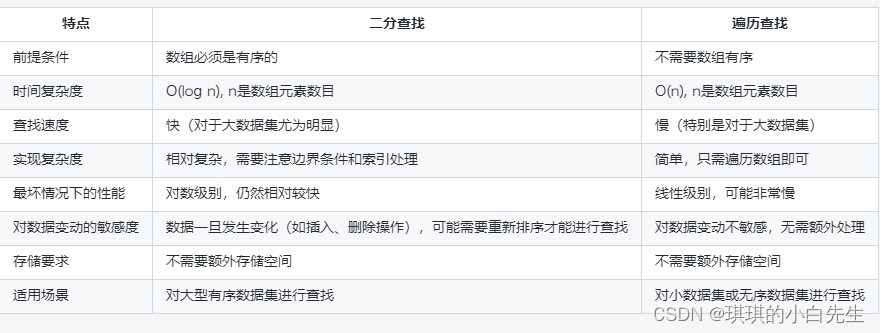 特点 二分查找 遍历查找
前提条件 数组必须是有序的 不需要数组有序
时间复杂度 O(log n), n是数组元素数目 O(n), n是数组元素数目
查找速度 快（对于大数据集尤为明显） 慢（特别是对于大数据集）
实现复杂度 相对复杂，需要注意边界条件和索引处理 简单，只需遍历数组即可
最坏情况下的性能 对数级别，仍然相对较快 线性级别，可能非常慢
对数据变动的敏感度 数据一旦发生变化（如插入、删除操作），可能需要重新排序才能进行查找 对数据变动不敏感，无需额外处理
存储要求 不需要额外存储空间 不需要额外存储空间
适用场景 对大型有序数据集进行查找 对小数据集或无序数据集进行查找
CSDN @琪琪的小白先生